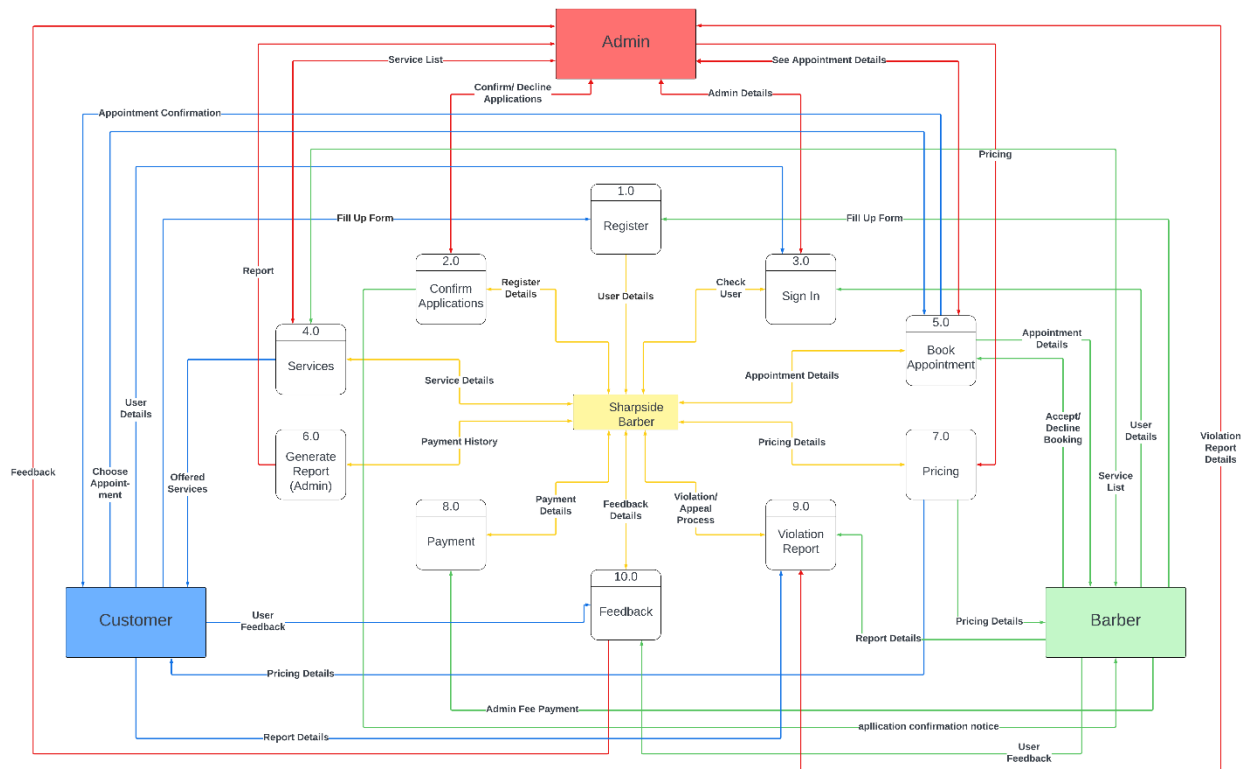 Admin
Service List
See Appointment Details
Confirm/ Decline
Applications
Admin Details
Appointment Confirmation
Pricing
1.0
Register
Fill Up Form
Fill Up Form
2.0
Confirm
Applications
3.0
Sign In
Report
Register
Details
User Details
Check
User
4.0
Services
5.0
Book
Appointment
Appointment
Details
Service Details
Appointment Details
User
Details
Sharpside
Barber
Accept/
Decline
Booking
User
Details
Violation
Report
Details
6.0
Generate
Report
(Admin)
Payment History
Pricing Details
7.0
Pricing
Feedback
Choose
Appoint-
ment
Offered
Services
Service
List
8.0
Payment
Payment
Details
Feedback
Details
Violation/
Appeal
Process
9.0
Violation
Report
10.0
Feedback
Customer
User
Feedback
Pricing Details
Barber
Report Details
Pricing Details
Admin Fee Payment
apllication confirmation notice
Report Details
User
Feedback